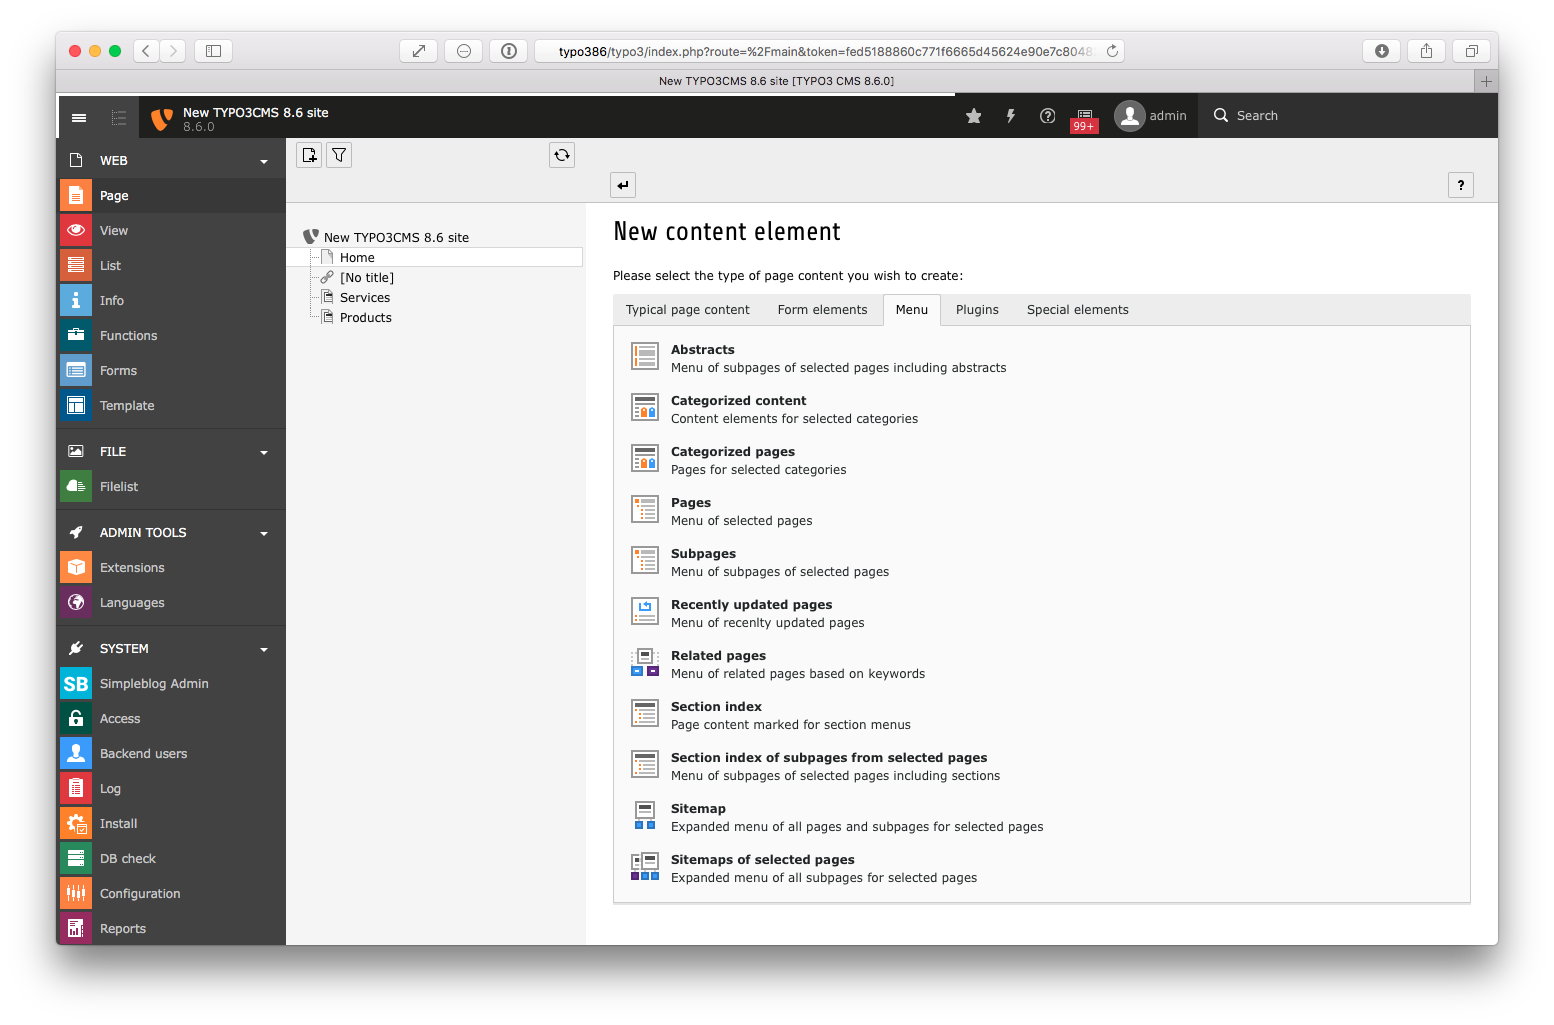 typo386/typo3/index.php?route=%2Fmain&token=fed5188860c771f6665d45624e90e7c8048
New TYPO3CMS 8.6 site [TYPO3 CMS 8.6.0]
New TYPO3CMS 8.6 site
8.6.0
99+
admin
Search
WEB
Page
View
List
Info
Functions
Forms
Template
FILE
Filelist
ADMIN TOOLS
Extensions
Languages
SYSTEM
SB Simpleblog Admin
Access
Backend users
Log
Install
DB check
Configuration
Reports
New TYPO3CMS 8.6 site
Home
[No title]
Services
Products
?
New content element
Please select the type of page content you wish to create:
Typical page content Form elements Menu Plugins Special elements
Abstracts
Menu of subpages of selected pages including abstracts
Categorized content
Content elements for selected categories
Categorized pages
Pages for selected categories
Pages
Menu of selected pages
Subpages
Menu of subpages of selected pages
Recently updated pages
Menu of recenlty updated pages
Related pages
Menu of related pages based on keywords
Section index
Page content marked for section menus
Section index of subpages from selected pages
Menu of subpages of selected pages including sections
Sitemap
Expanded menu of all pages and subpages for selected pages
Sitemaps of selected pages
Expanded menu of all subpages for selected pages